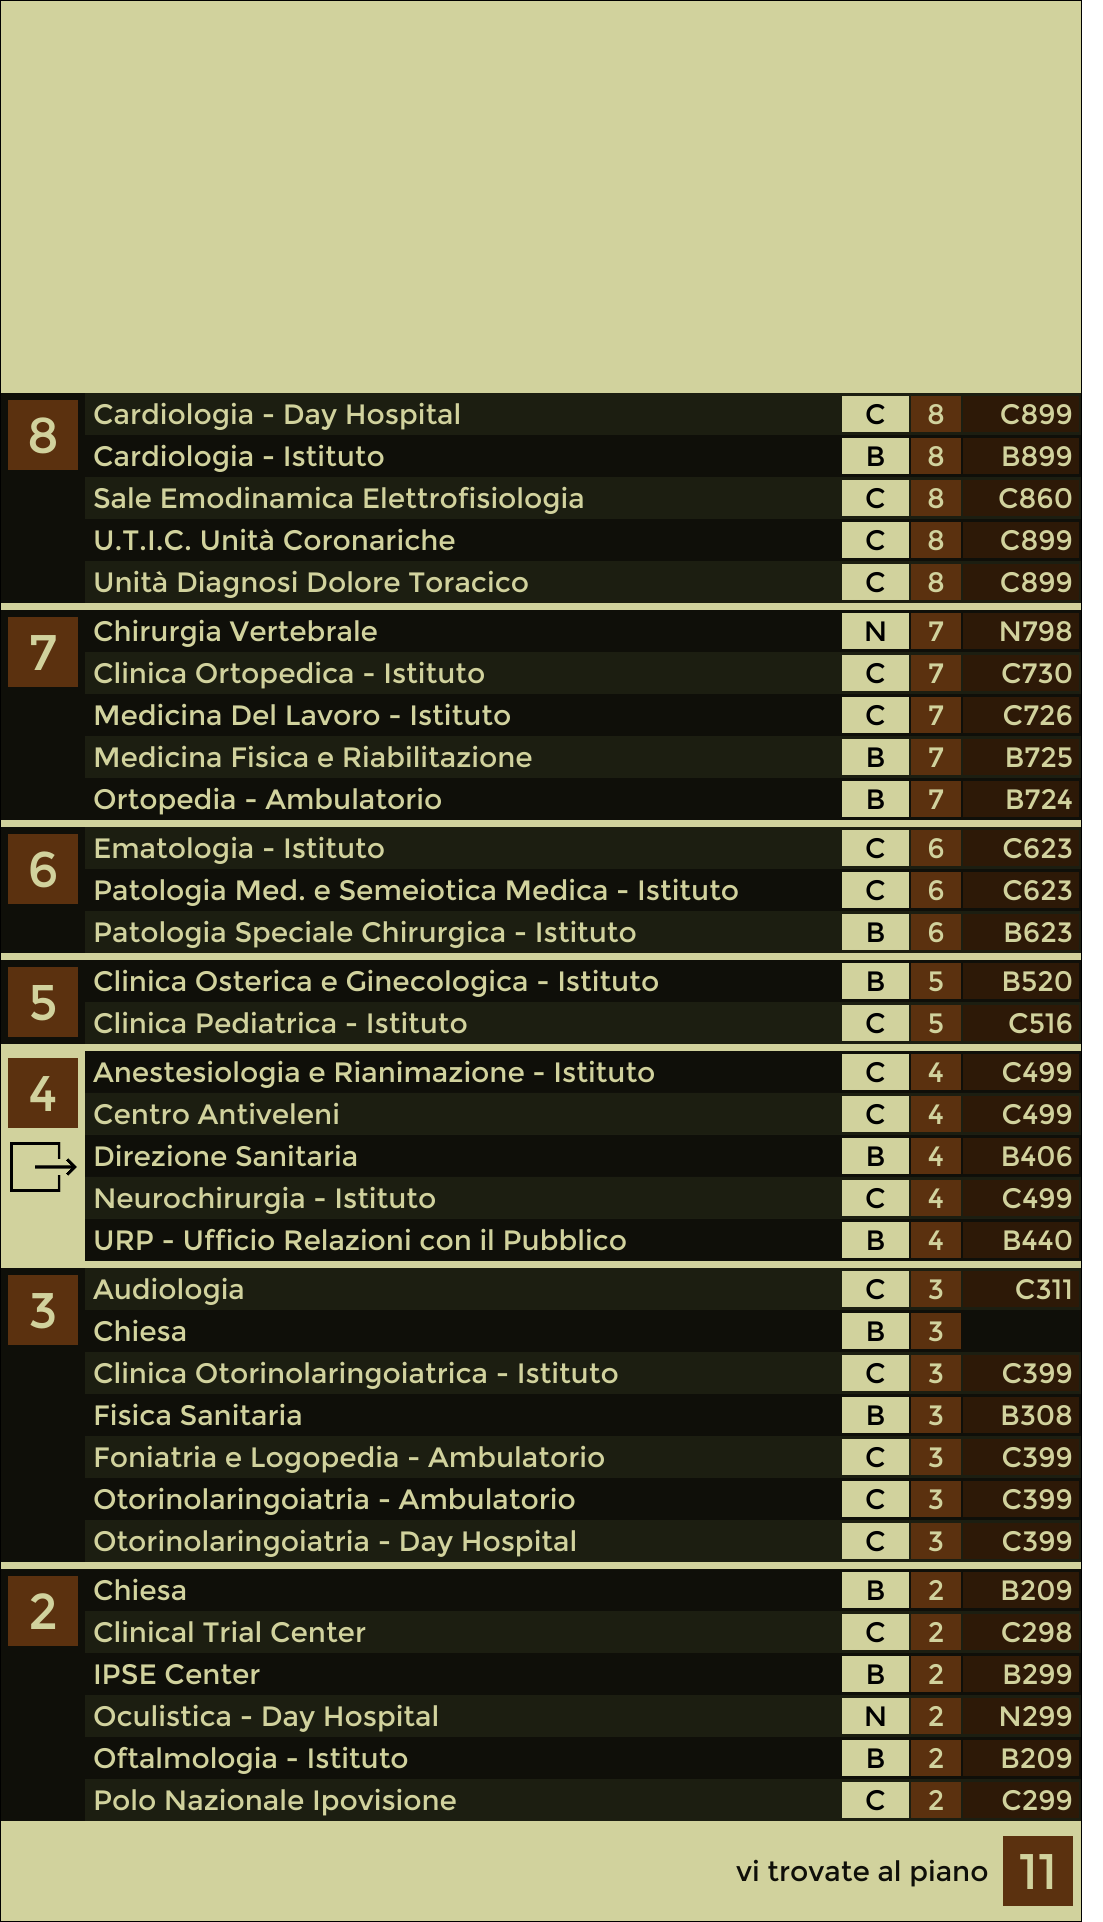 8 Cardiologia - Day Hospital C 8 C899
Cardiologia - Istituto B 8 B899
Sale Emodinamica Elettrofisiologia C 8 C860
U.T.I.C. Unità Coronariche C 8 C899
Unità Diagnosi Dolore Toracico C 8 C899
7 Chirurgia Vertebrale N 7 N798
Clinica Ortopedica - Istituto C 7 C730
Medicina Del Lavoro - Istituto C 7 C726
Medicina Fisica e Riabilitazione B 7 B725
Ortopedia - Ambulatorio B 7 B724
6 Ematologia - Istituto C 6 C623
Patologia Med. e Semeiotica Medica - Istituto C 6 C623
Patologia Speciale Chirurgica - Istituto B 6 B623
5 Clinica Osterica e Ginecologica - Istituto B 5 B520
Clinica Pediatrica - Istituto C 5 C516
4 Anestesiologia e Rianimazione - Istituto C 4 C499
Centro Antiveleni C 4 C499
Direzione Sanitaria B 4 B406
Neurochirurgia - Istituto C 4 C499
URP - Ufficio Relazioni con il Pubblico B 4 B440
3 Audiologia C 3 C311
Chiesa B 3
Clinica Otorinolaringoiatrica - Istituto C 3 C399
Fisica Sanitaria B 3 B308
Foniatria e Logopedia - Ambulatorio C 3 C399
Otorinolaringoiatria - Ambulatorio C 3 C399
Otorinolaringoiatria - Day Hospital C 3 C399
2 Chiesa B 2 B209
Clinical Trial Center C 2 C298
IPSE Center B 2 B299
Oculistica - Day Hospital N 2 N299
Oftalmologia - Istituto B 2 B209
Polo Nazionale Ipovisione C 2 C299
vi trovate al piano 11